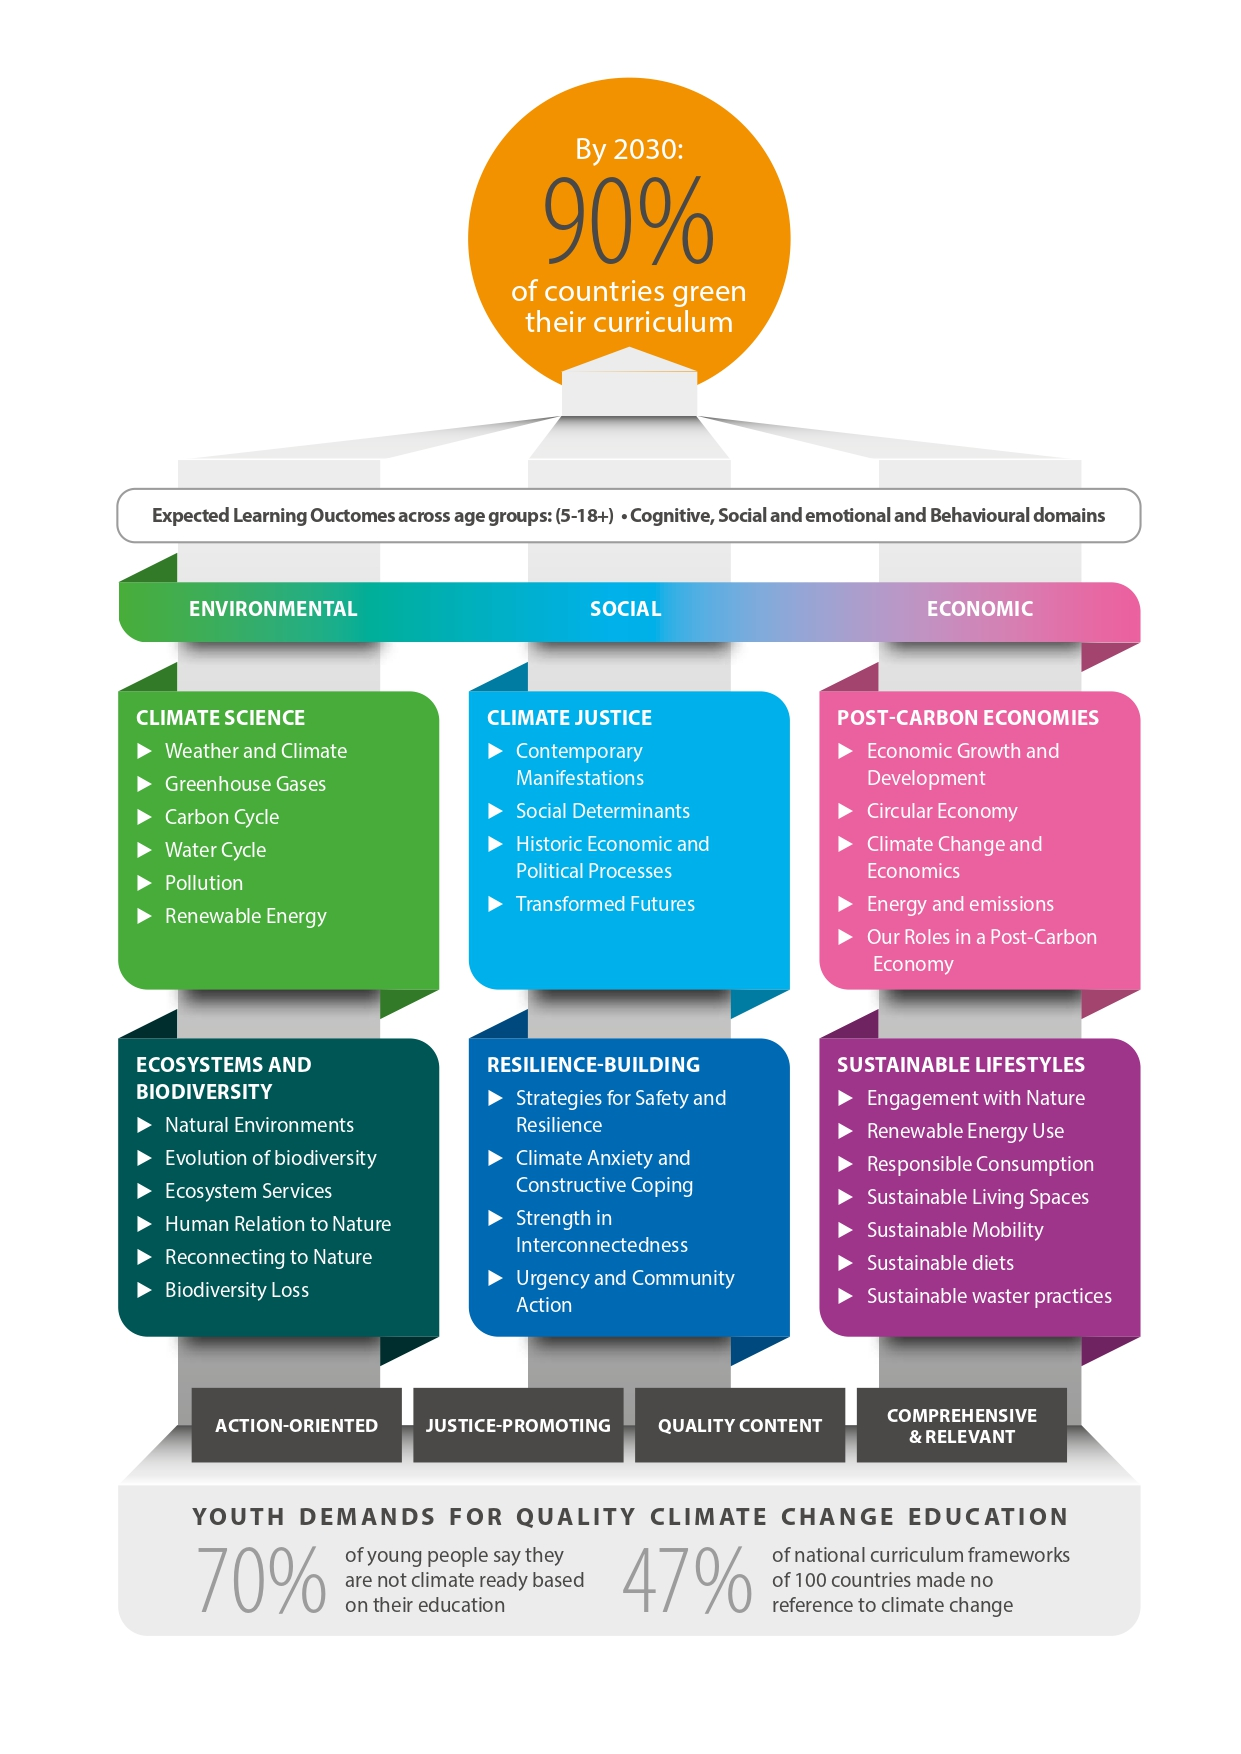 By 2030:
90%
of countries green
their curriculum
Expected Learning Ouctomes across age groups: (5-18+) • Cognitive, Social and emotional and Behavioural domains
ENVIRONMENTAL
SOCIAL
ECONOMIC
CLIMATE SCIENCE
Weather and Climate
Greenhouse Gases
Carbon Cycle
Water Cycle
Pollution
Renewable Energy
CLIMATE JUSTICE
Contemporary
Manifestations
Social Determinants
Historic Economic and
Political Processes
Transformed Futures
POST-CARBON ECONOMIES
Economic Growth and
Development
Circular Economy
Climate Change and
Economics
Energy and emissions
Our Roles in a Post-Carbon
Economy
ECOSYSTEMS AND
BIODIVERSITY
Natural Environments
Evolution of biodiversity
Ecosystem Services
Human Relation to Nature
Reconnecting to Nature
Biodiversity Loss
RESILIENCE-BUILDING
Strategies for Safety and
Resilience
Climate Anxiety and
Constructive Coping
Strength in
Interconnectedness
Urgency and Community
Action
SUSTAINABLE LIFESTYLES
Engagement with Nature
Renewable Energy Use
Responsible Consumption
Sustainable Living Spaces
Sustainable Mobility
Sustainable diets
Sustainable waster practices
ACTION-ORIENTED
JUSTICE-PROMOTING
QUALITY CONTENT
COMPREHENSIVE
& RELEVANT
YOUTH DEMANDS FOR QUALITY CLIMATE CHANGE EDUCATION
70%
of young people say they
are not climate ready based
on their education
47%
of national curriculum frameworks
of 100 countries made no
reference to climate change